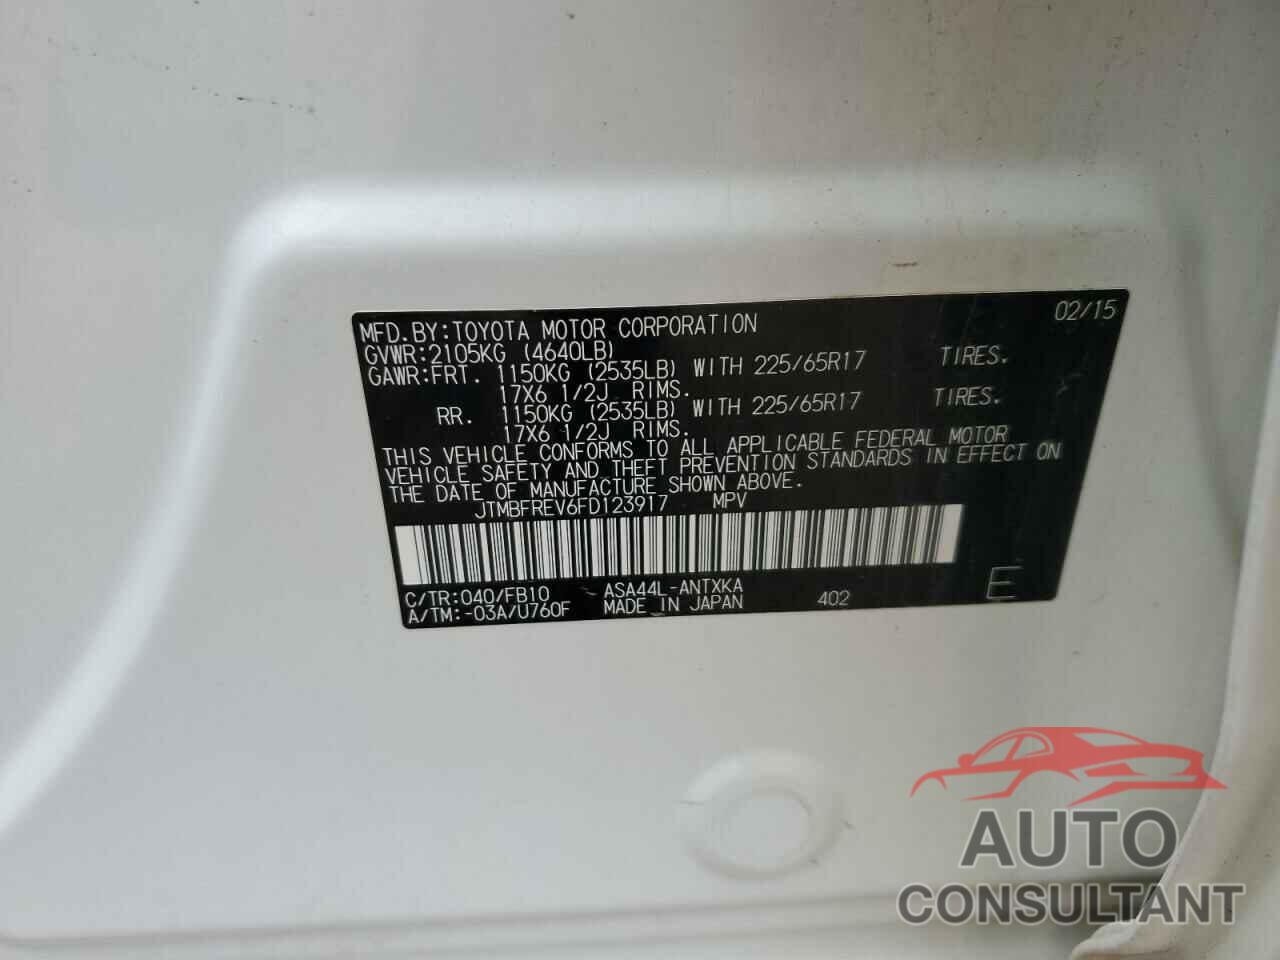 MFD.BY:TOYOTA MOTOR CORPORATION 02/15
GVWR:2105KG (4640LB)
GAWR:FRT. 1150KG (2535LB) WITH 225/65R17 TIRES.
17X6 1/2J RIMS.
RR. 1150KG (2535LB) WITH 225/65R17 TIRES.
17X6 1/2J RIMS.
THIS VEHICLE CONFORMS TO ALL APPLICABLE FEDERAL MOTOR
VEHICLE SAFETY AND THEFT PREVENTION STANDARDS IN EFFECT ON
THE DATE OF MANUFACTURE SHOWN ABOVE.
JTMBFREV6FD123917 MPV
C/TR:040/FB10 ASA44L-ANTXKA E
A/TM:-03A/U760F MADE IN JAPAN 402
AUTO
CONSULTANT